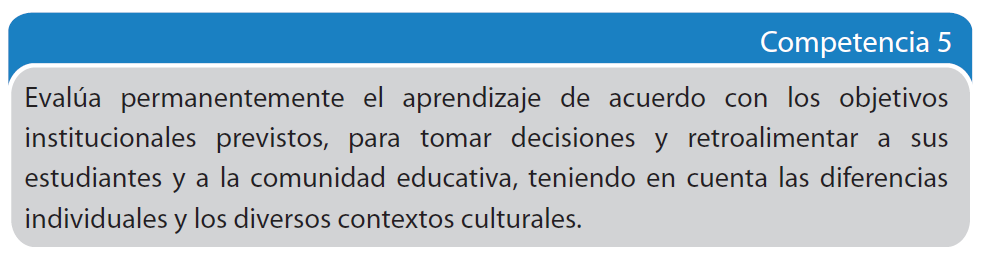 Competencia 5
Evalúa permanentemente el aprendizaje de acuerdo con los objetivos
institucionales previstos, para tomar decisiones y retroalimentar a sus
estudiantes y a la comunidad educativa, teniendo en cuenta las diferencias
individuales y los diversos contextos culturales.